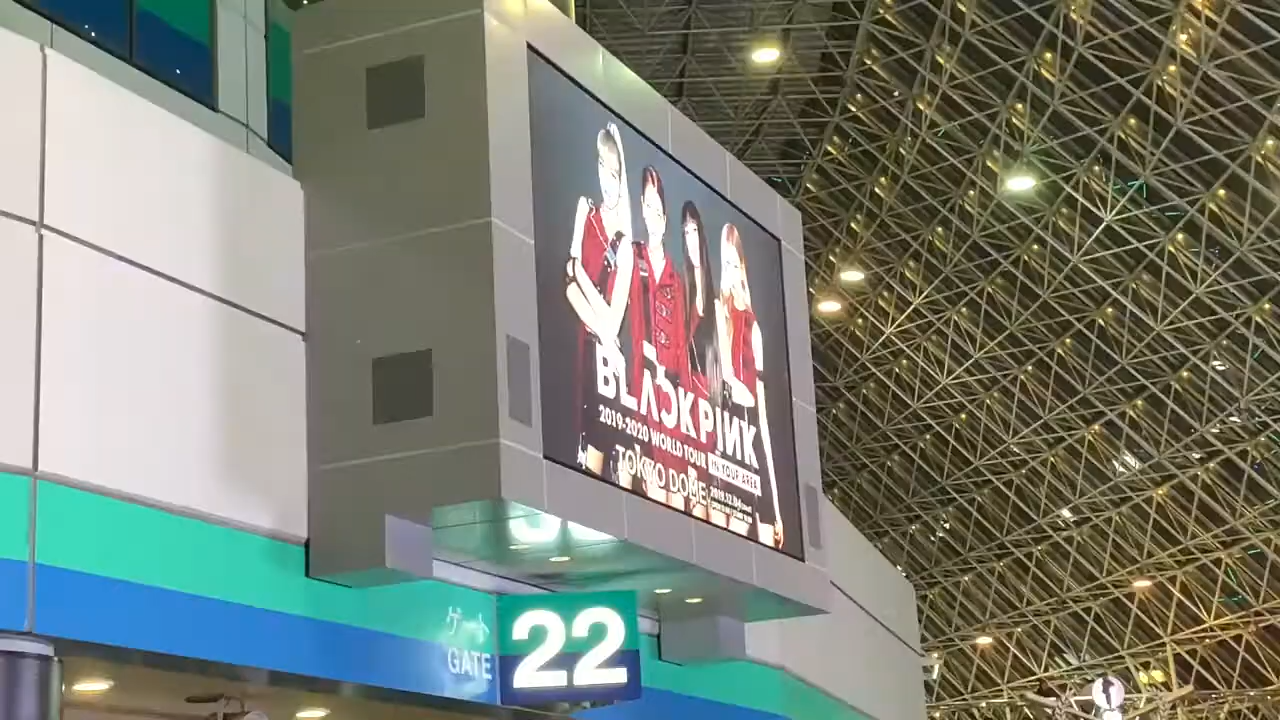 BLACKPINK
2019-2020 WORLD TOUR IN YOUR AREA
TOKYO DOME
ゲート
GATE
22